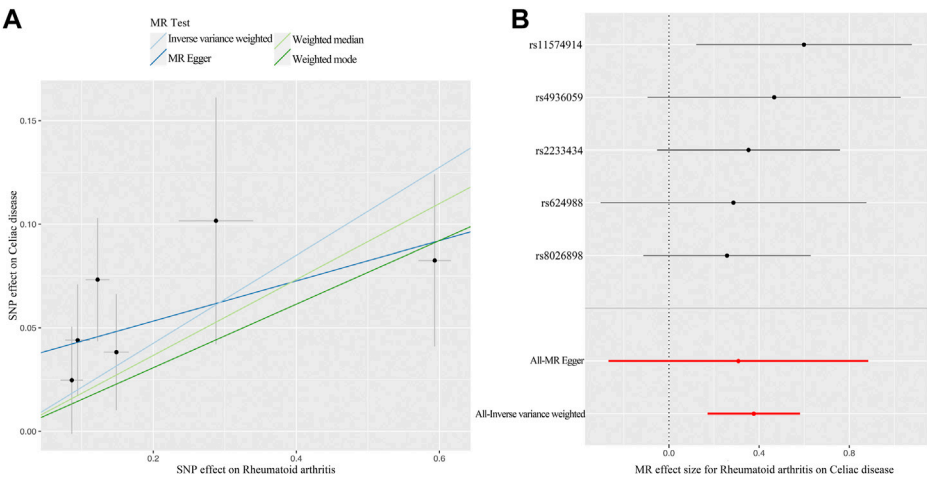 A
MR Test
Inverse variance weighted
Weighted median
MR Egger
Weighted mode
0.15
0.10
0.05
0.00
SNP effect on Celiac disease
0.2
0.4
0.6
SNP effect on Rheumatoid arthritis
B
rs11574914
rs4936059
rs2233434
rs624988
rs8026898
All-MR Egger
All-Inverse variance weighted
0.0
0.4
0.8
MR effect size for Rheumatoid arthritis on Celiac disease